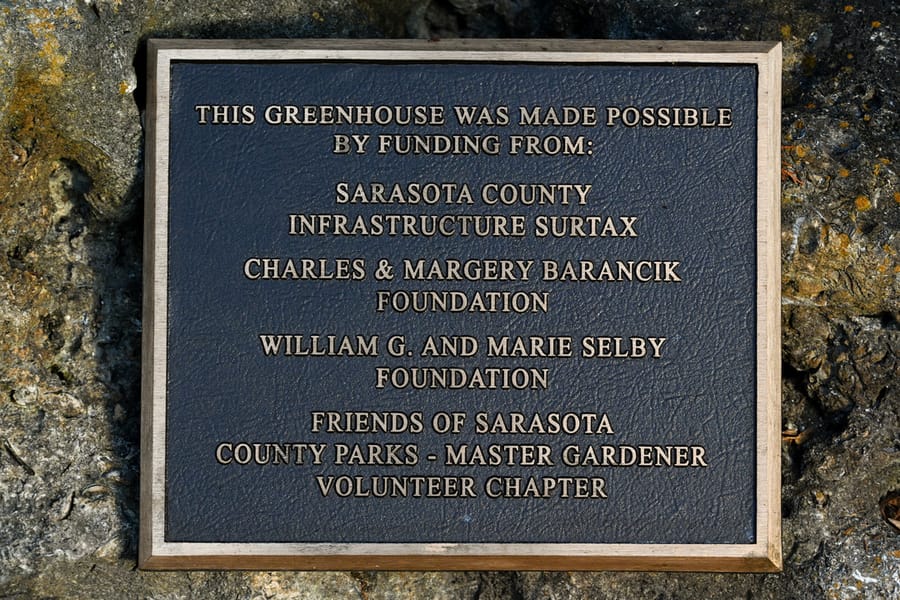 THIS GREENHOUSE WAS MADE POSSIBLE
BY FUNDING FROM:
SARASOTA COUNTY
INFRASTRUCTURE SURTAX
CHARLES & MARGERY BARANCIK
FOUNDATION
WILLIAM G. AND MARIE SELBY
FOUNDATION
FRIENDS OF SARASOTA
COUNTY PARKS - MASTER GARDENER
VOLUNTEER CHAPTER